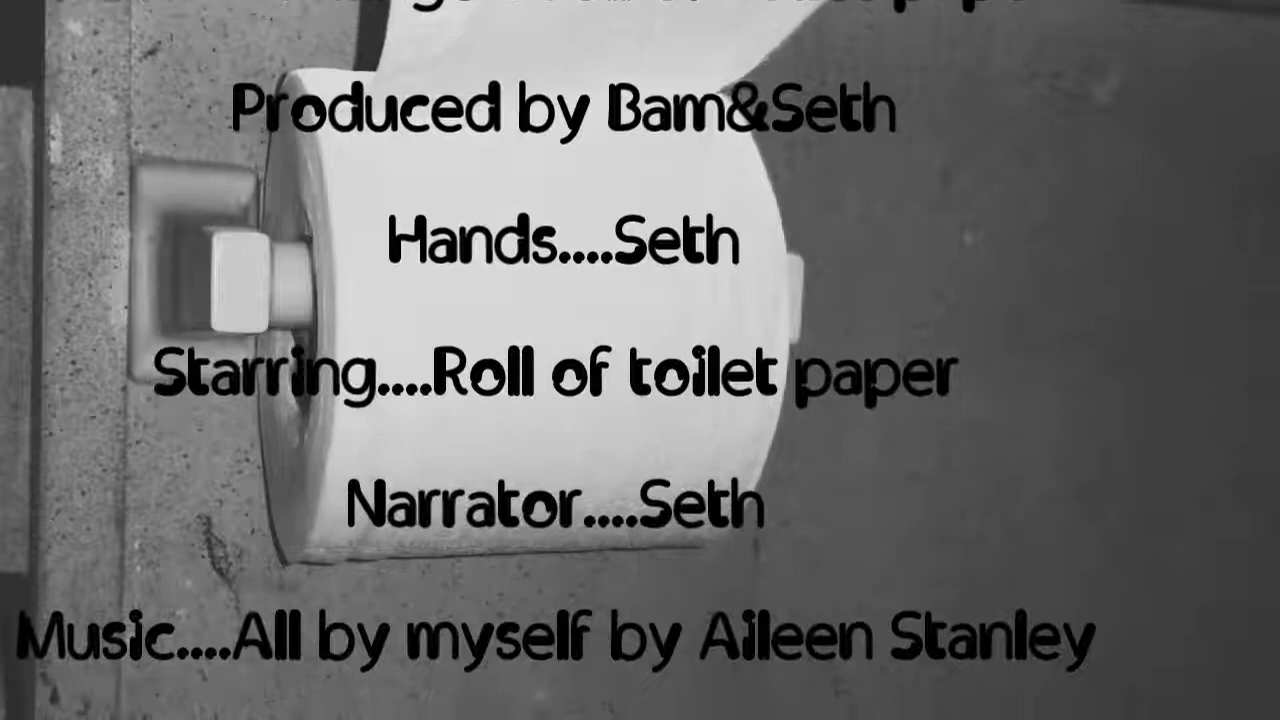 Produced by Bam&Seth
Hands....Seth
Starring....Roll of toilet paper
Narrator....Seth
Music....All by myself by Aileen Stanley